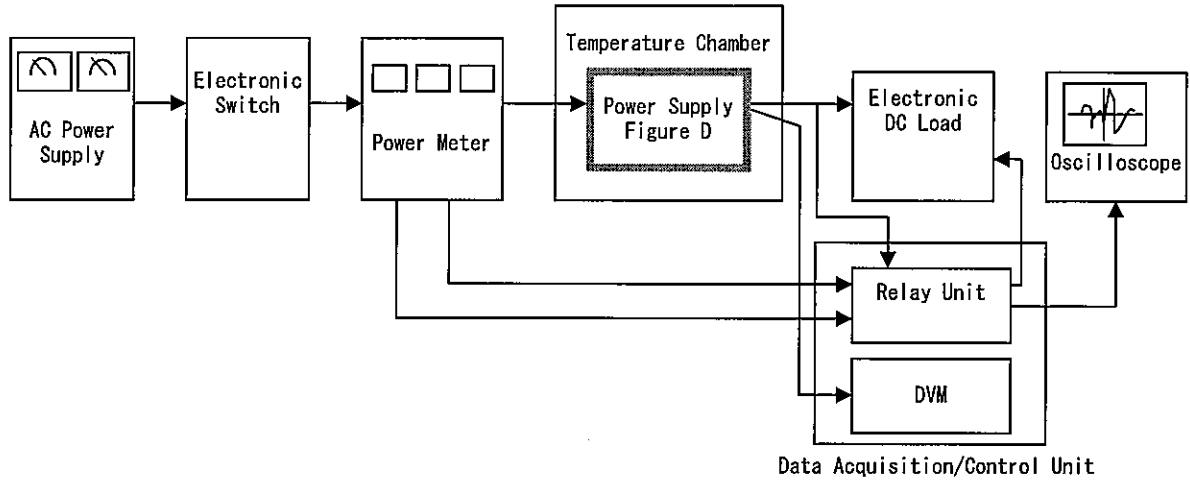 AC Power
Supply
Electronic
Switch
Power Meter
Temperature Chamber
Power Supply
Figure D
Electronic
DC Load
Oscilloscope
Relay Unit
DVM
Data Acquisition/Control Unit